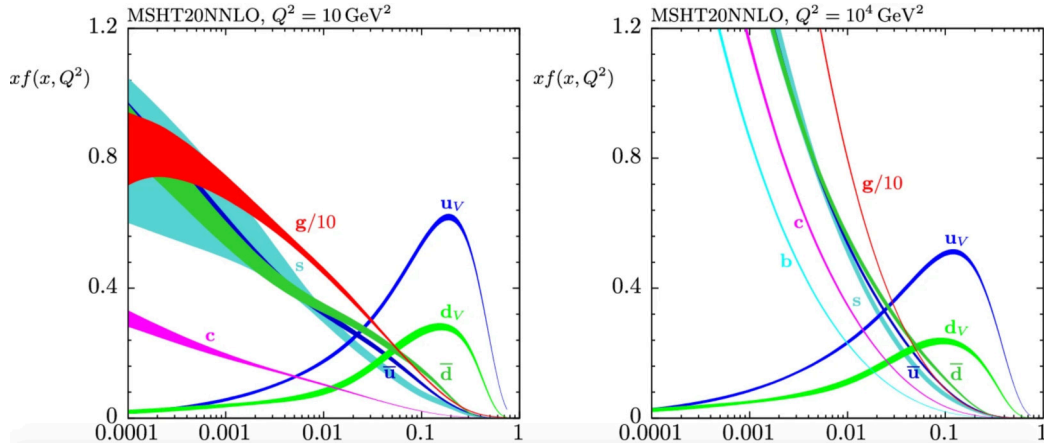 MSHT20NNLO, Q² = 10 GeV²
1.2
xf(x, Q²)
0.8
0.4
0
0.0001 0.001 0.01 0.1 1
g/10
s
c
u_V
d_V
u̅
d̅
MSHT20NNLO, Q² = 10⁴ GeV²
1.2
xf(x, Q²)
0.8
0.4
0
0.0001 0.001 0.01 0.1 1
g/10
c
b
s
u_V
d_V
u̅
d̅